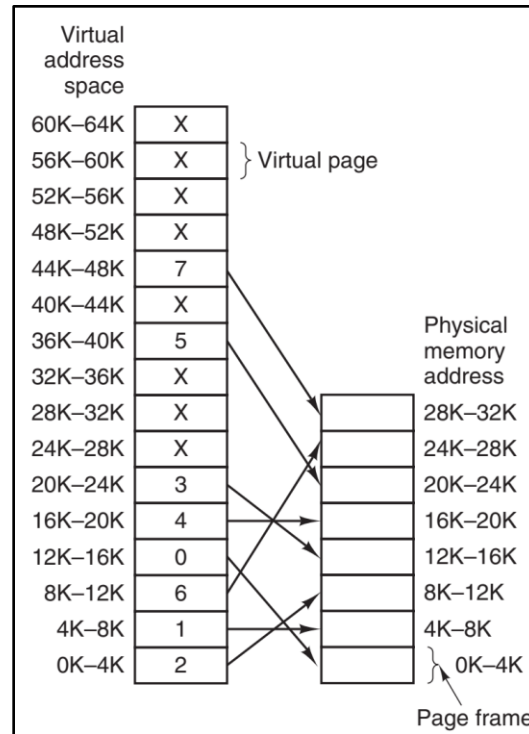 Virtual
address
space
60K–64K X
56K–60K X Virtual page
52K–56K X
48K–52K X
44K–48K 7
40K–44K X
36K–40K 5
32K–36K X
28K–32K X
24K–28K X
20K–24K 3
16K–20K 4
12K–16K 0
8K–12K 6
4K–8K 1
0K–4K 2
Physical
memory
address
28K–32K
24K–28K
20K–24K
16K–20K
12K–16K
8K–12K
4K–8K
0K–4K
Page frame